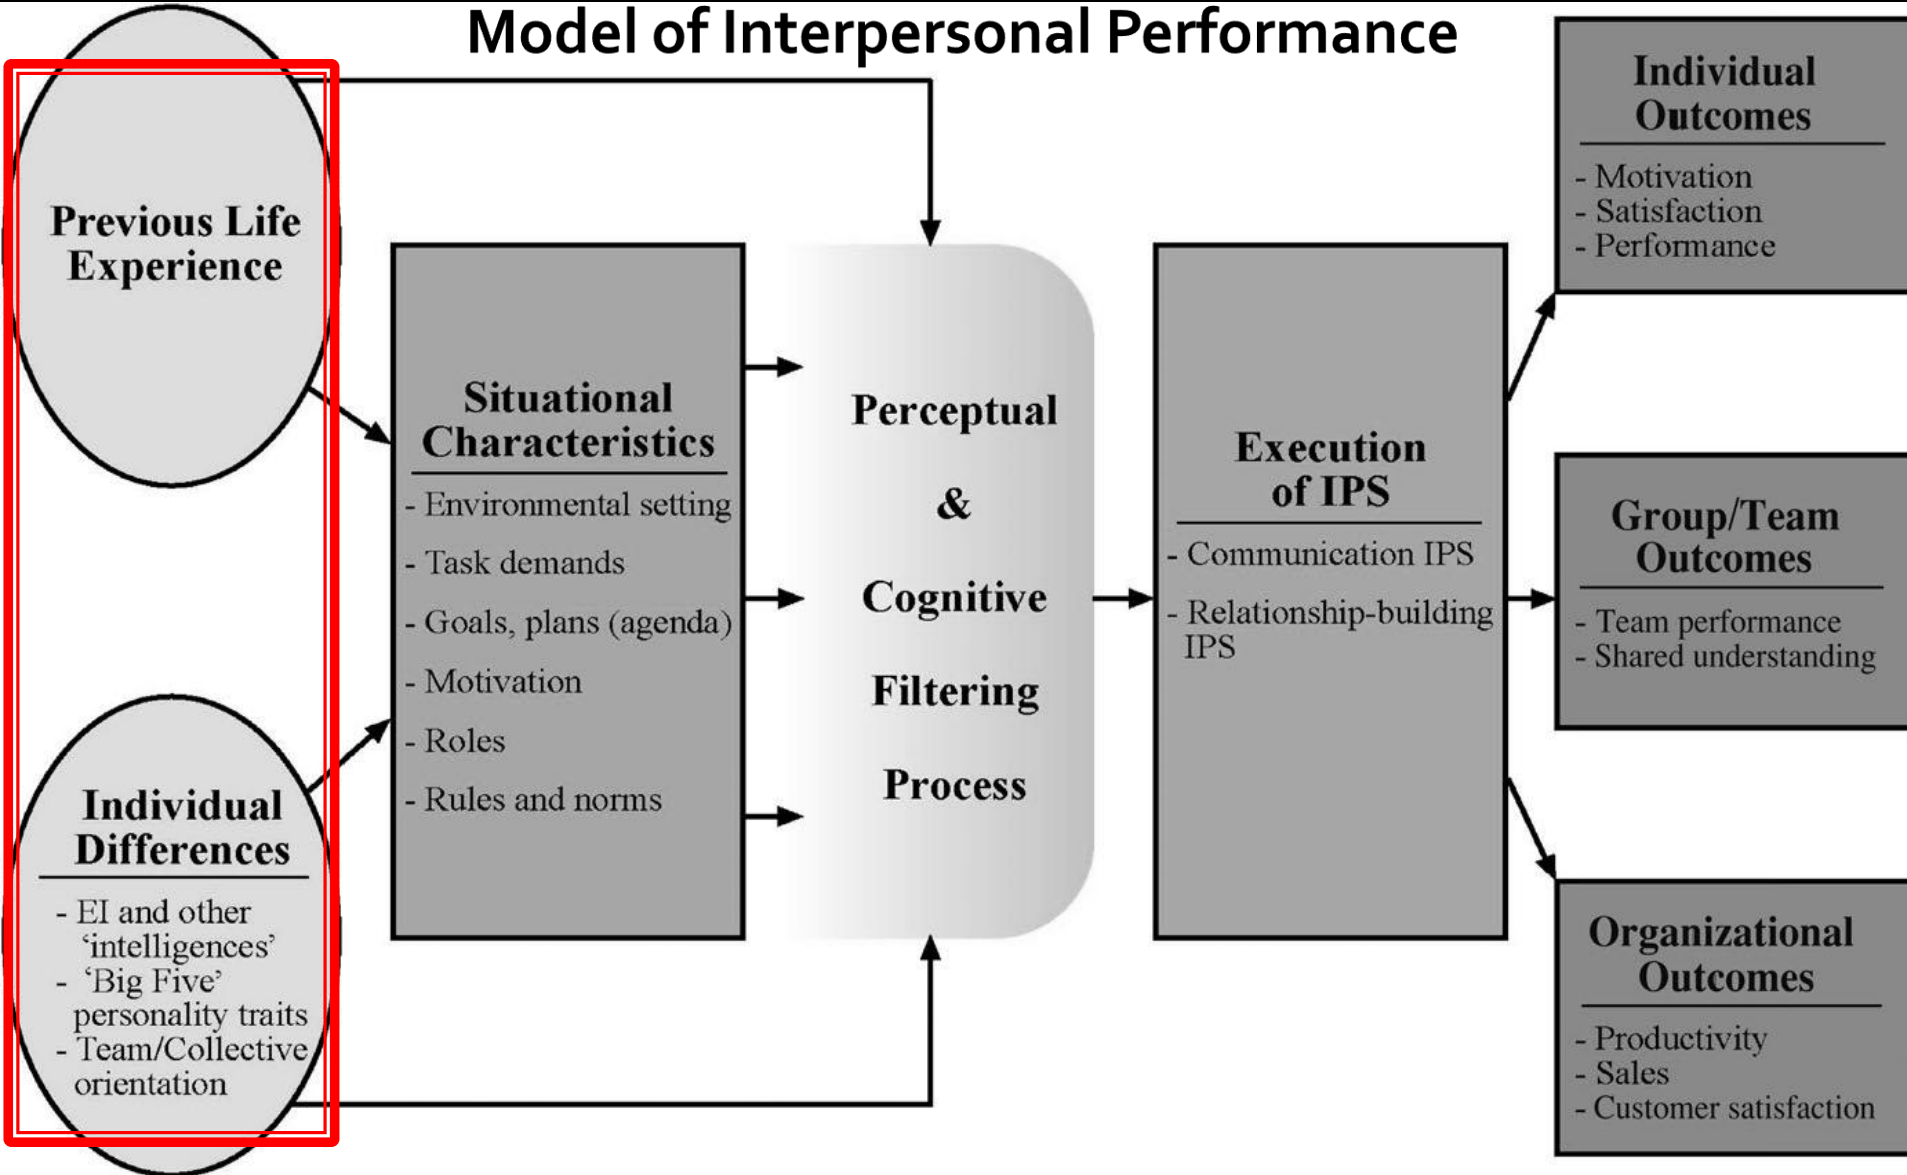 Model of Interpersonal Performance
Previous Life
Experience
Individual
Differences
- EI and other
‘intelligences’
- ‘Big Five’
personality traits
- Team/Collective
orientation
Situational
Characteristics
- Environmental setting
- Task demands
- Goals, plans (agenda)
- Motivation
- Roles
- Rules and norms
Perceptual
&
Cognitive
Filtering
Process
Execution
of IPS
- Communication IPS
- Relationship-building
IPS
Individual
Outcomes
- Motivation
- Satisfaction
- Performance
Group/Team
Outcomes
- Team performance
- Shared understanding
Organizational
Outcomes
- Productivity
- Sales
- Customer satisfaction